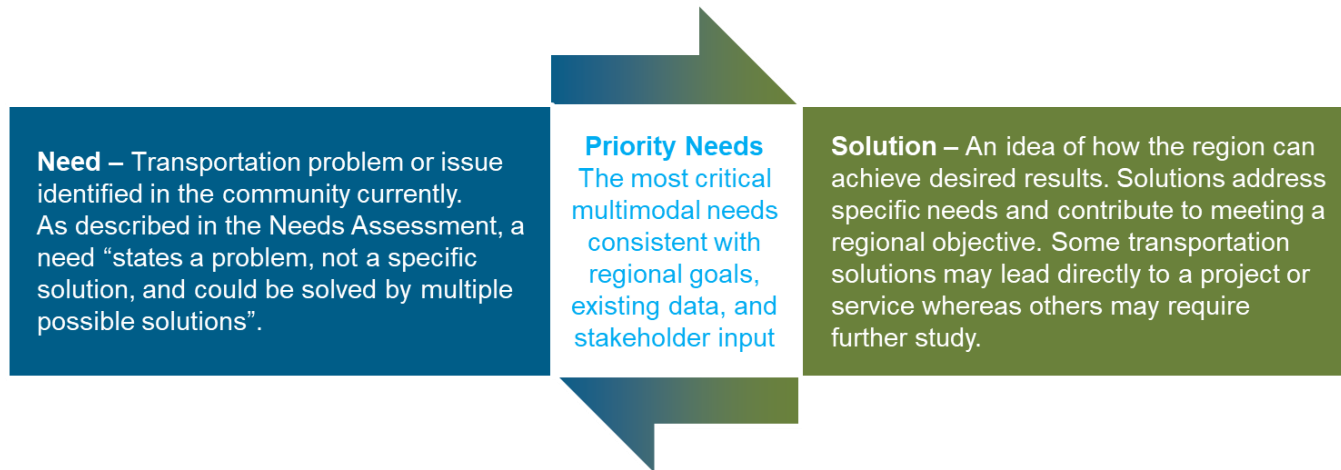 Need – Transportation problem or issue
identified in the community currently.
As described in the Needs Assessment, a
need “states a problem, not a specific
solution, and could be solved by multiple
possible solutions”.
Priority Needs
The most critical
multimodal needs
consistent with
regional goals,
existing data, and
stakeholder input
Solution – An idea of how the region can
achieve desired results. Solutions address
specific needs and contribute to meeting a
regional objective. Some transportation
solutions may lead directly to a project or
service whereas others may require
further study.